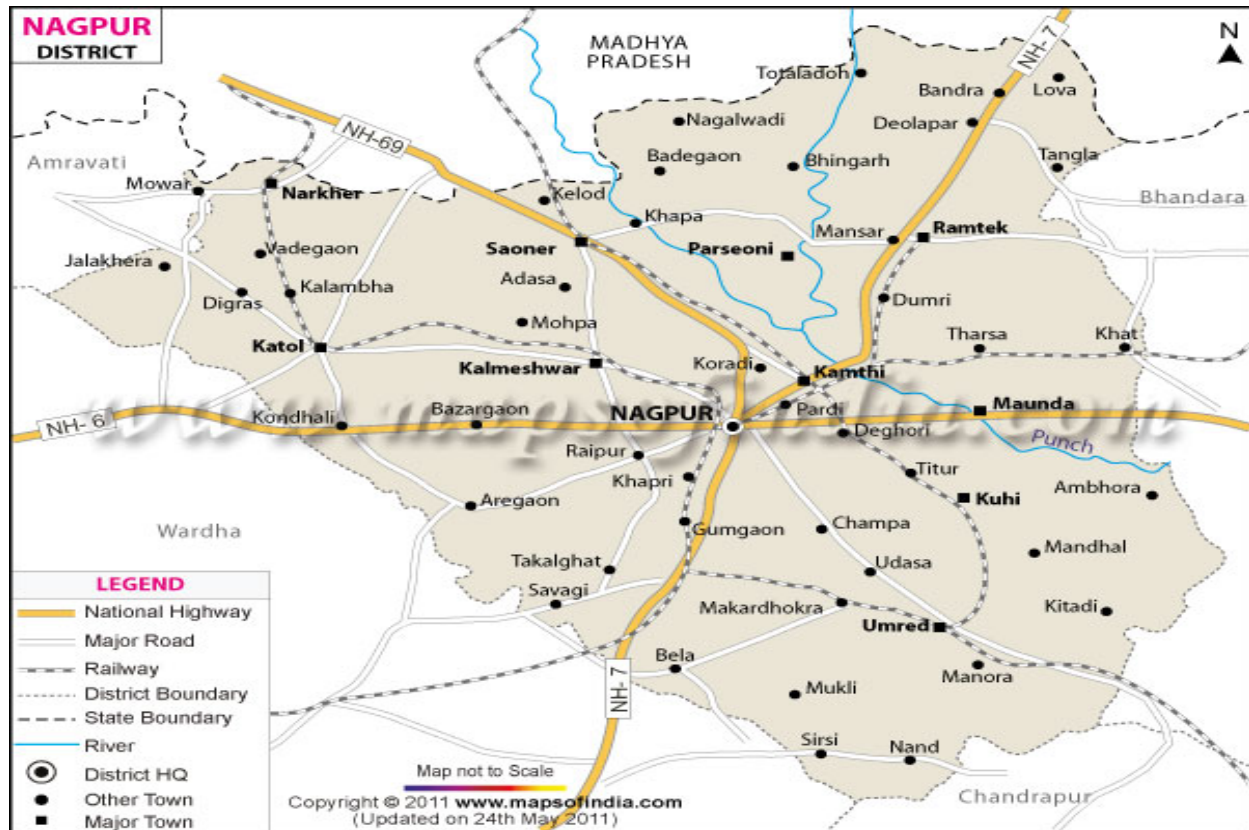 NAGPUR
DISTRICT
MADHYA
PRADESH
N
NH- 7
Totaladoh
Bandra
Lova
NH-69
Nagalwadi
Deolapar
Amravati
Badegaon
Bhingarh
Tangla
Mowar
Narkher
Kelod
Bhandara
Khapa
Mansar
Ramtek
Vadegaon
Saoner
Parseoni
Jalakhera
Adasa
Digras
Kalambha
Dumri
Mohpa
Tharsa
Khat
Katol
Kalmeshwar
Koradi
Kamthi
www.mapsofindia.com
NH- 6
Kondhali
Bazargaon
NAGPUR
Pardi
Maunda
Deghori
Punch
Raipur
Khapri
Titur
Kuhi
Ambhora
Aregaon
Wardha
Gumgaon
Champa
Takalghat
Udasa
Mandhal
Savagi
Makardhokra
Kitadi
Umred
Bela
Manora
NH- 7
Mukli
Sirsi
Nand
Chandrapur
LEGEND
National Highway
Major Road
Railway
District Boundary
State Boundary
River
District HQ
Other Town
Major Town
Map not to Scale
Copyright © 2011 www.mapsofindia.com
(Updated on 24th May 2011)